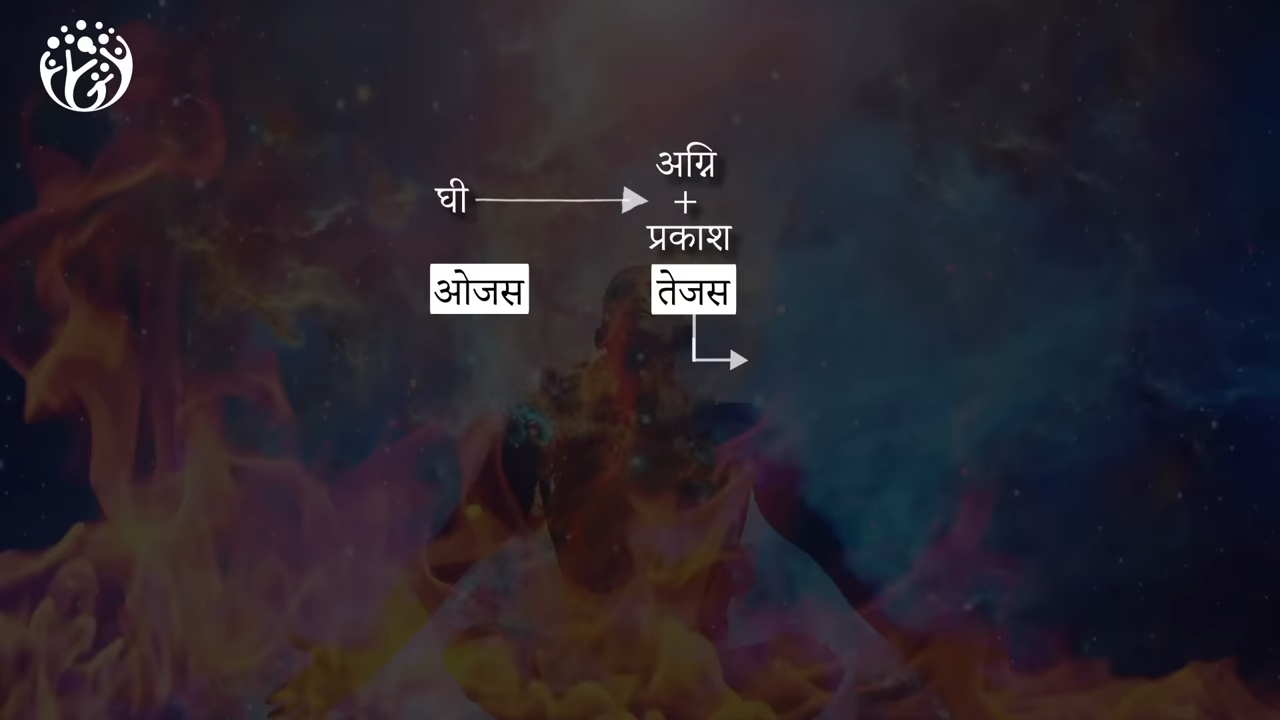 घी
अग्नि
+
प्रकाश
ओजस
तेजस